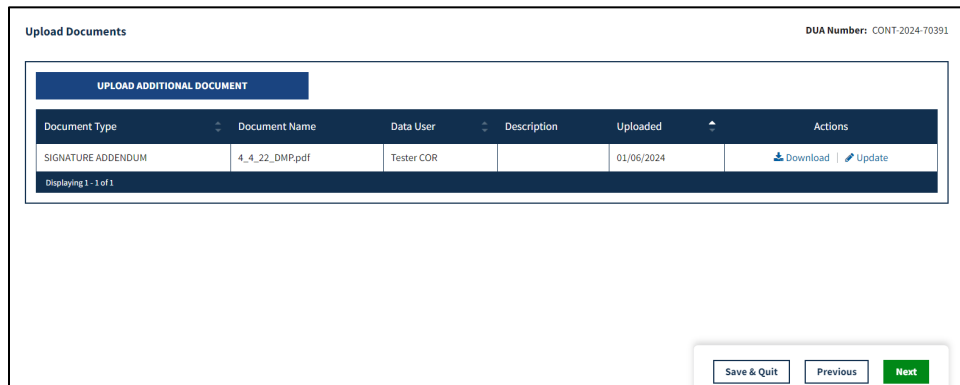 Upload Documents DUA Number: CONT-2024-70391
UPLOAD ADDITIONAL DOCUMENT
Document Type Document Name Data User Description Uploaded Actions
SIGNATURE ADDENDUM 4_4_22_DMP.pdf Tester COR 01/06/2024 Download Update
Displaying 1 - 1 of 1
Save & Quit Previous Next